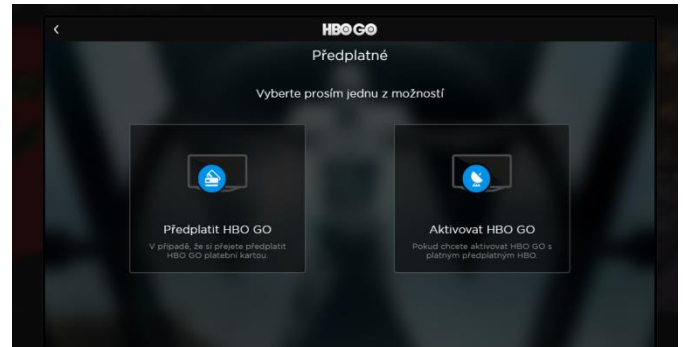 HBO GO
Předplatné
Vyberte prosím jednu z možností
Předplatit HBO GO
V případě, že si přejete předplatit
HBO GO platební kartou.
Aktivovat HBO GO
Pokud chcete aktivovat HBO GO s
platným předplatným HBO.